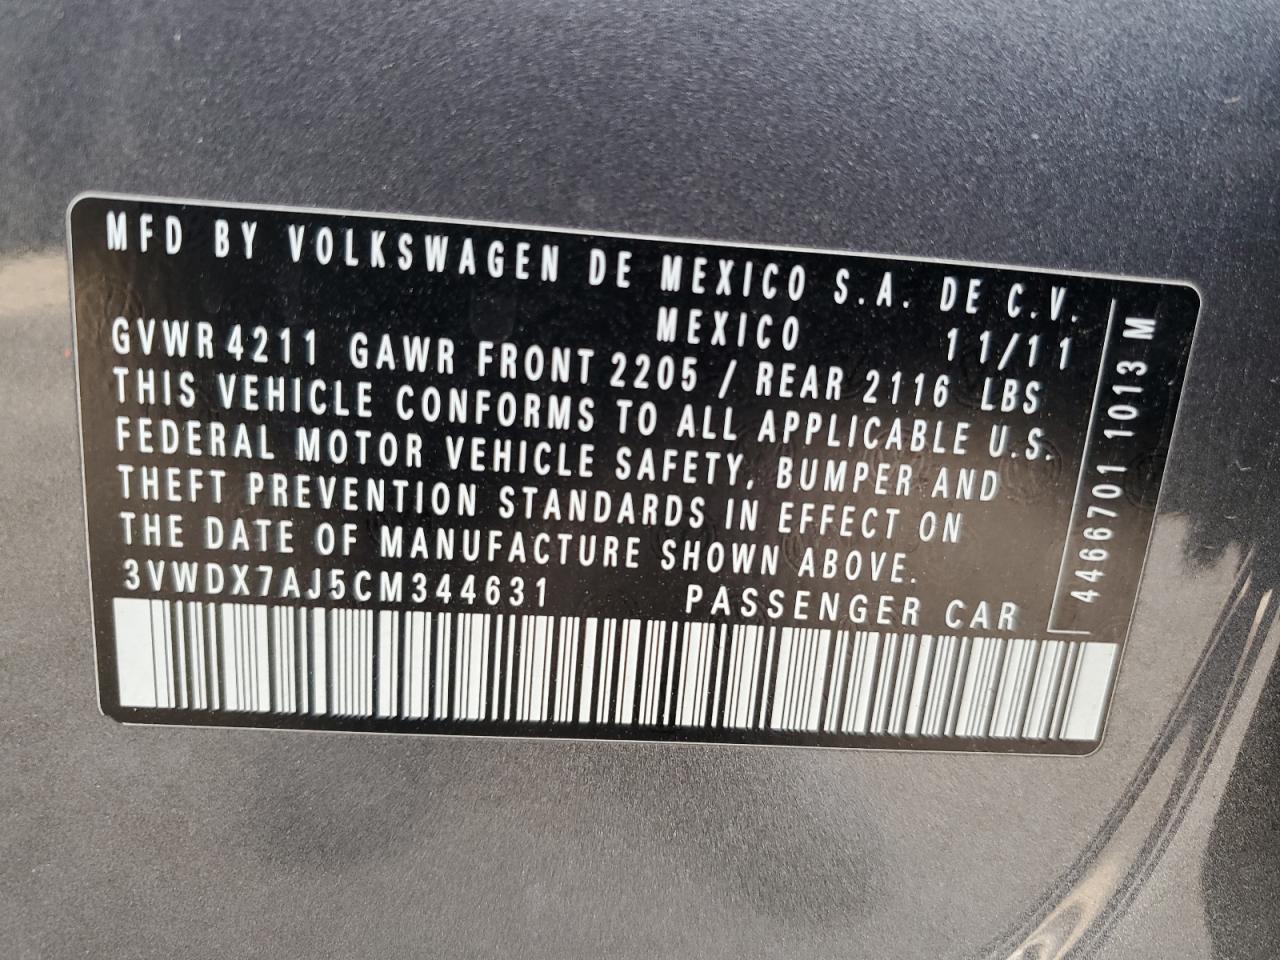 MFD BY VOLKSWAGEN DE MEXICO S.A. DE C.V.
MEXICO 11/11
GVWR 4211 GAWR FRONT 2205 / REAR 2116 LBS
THIS VEHICLE CONFORMS TO ALL APPLICABLE U.S.
FEDERAL MOTOR VEHICLE SAFETY, BUMPER AND
THEFT PREVENTION STANDARDS IN EFFECT ON
THE DATE OF MANUFACTURE SHOWN ABOVE.
3VWDX7AJ5CM344631 PASSENGER CAR
4466701 1013 M